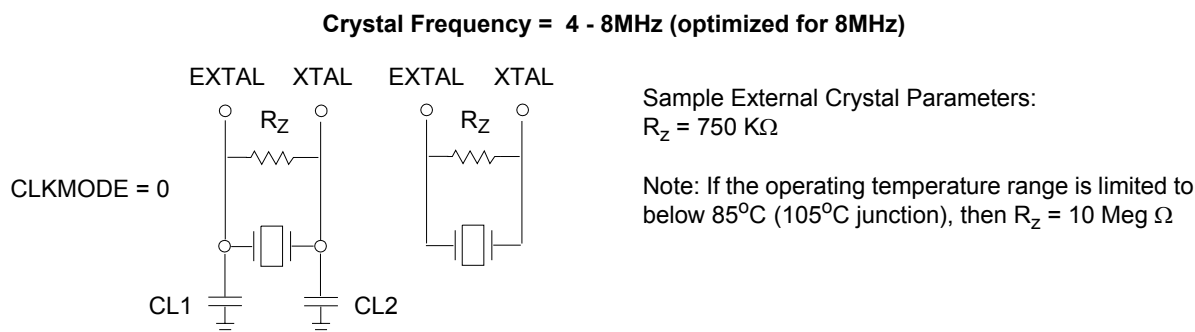 Crystal Frequency = 4 - 8MHz (optimized for 8MHz)
EXTAL XTAL EXTAL XTAL
R_Z R_Z
CLKMODE = 0
CL1 CL2
Sample External Crystal Parameters:
R_z = 750 KΩ
Note: If the operating temperature range is limited to
below 85°C (105°C junction), then R_z = 10 Meg Ω